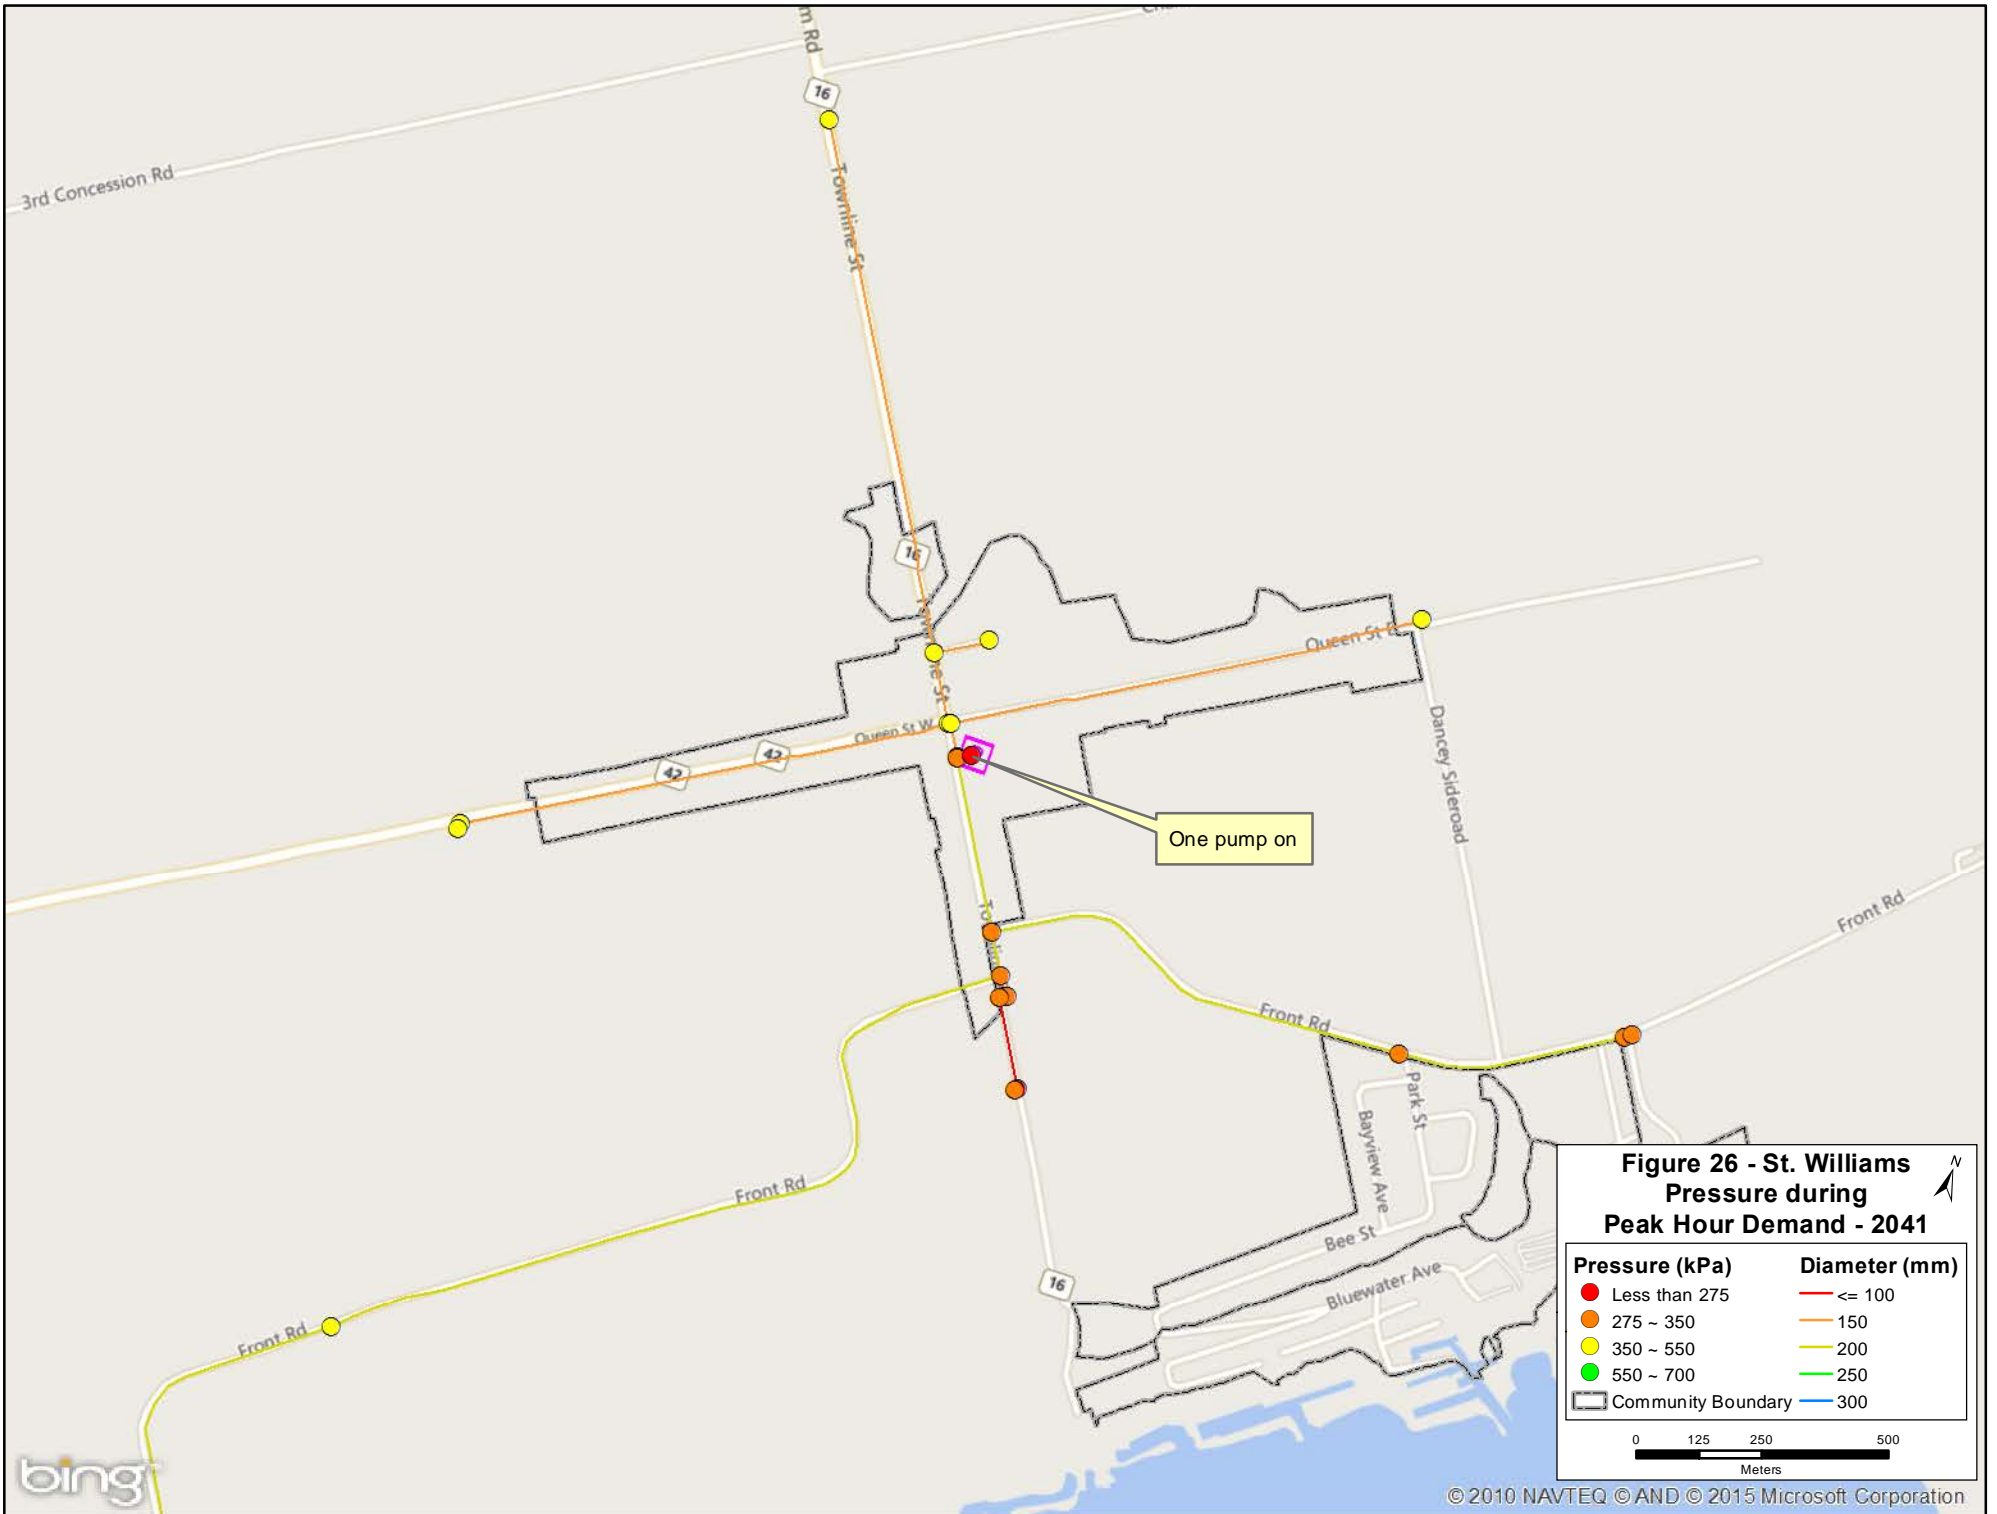 16
3rd Concession Rd
Townline St
16
Queen St E
Queen St W
42
42
Dancey Sideroad
One pump on
Front Rd
Front Rd
Park St
Bayview Ave
Front Rd
Bee St
16
Bluewater Ave
Front Rd
Figure 26 - St. Williams
Pressure during
Peak Hour Demand - 2041
N
Pressure (kPa) Diameter (mm)
Less than 275 <= 100
275 ~ 350 150
350 ~ 550 200
550 ~ 700 250
Community Boundary 300
0 125 250 500
Meters
bing
© 2010 NAVTEQ © AND © 2015 Microsoft Corporation